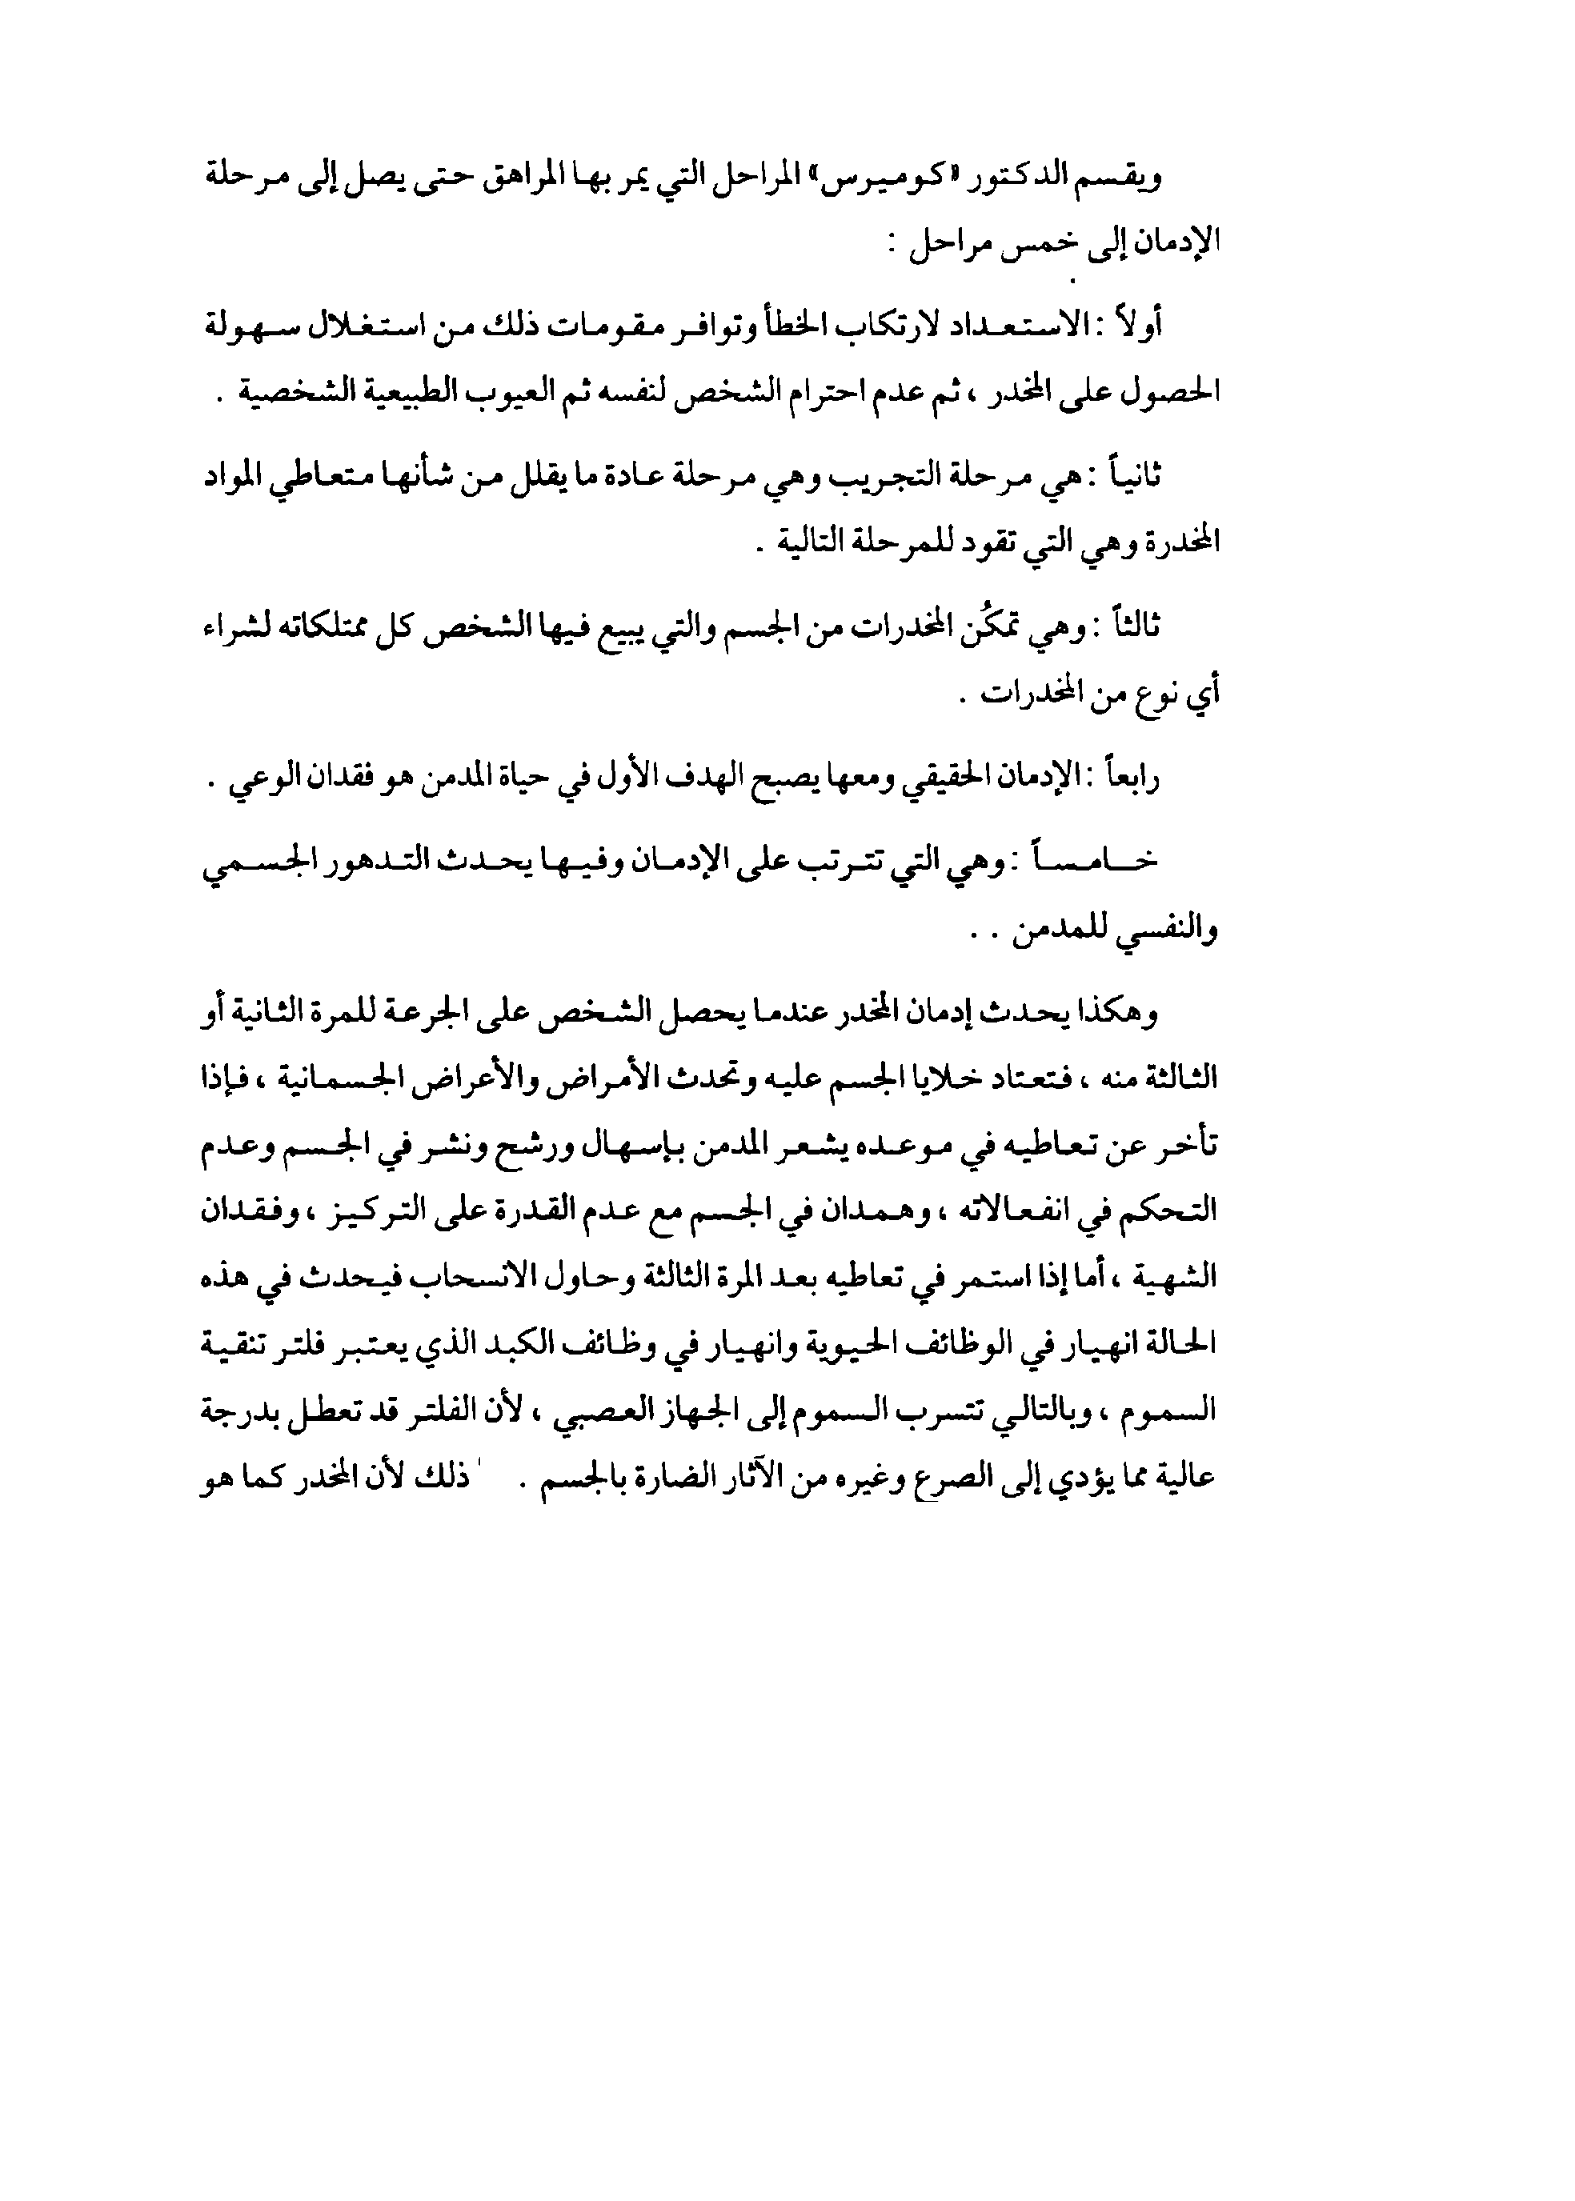 ويقسم الدكتور «كوميرس» المراحل التي يمر بها المراهق حتى يصل إلى مرحلة
الإدمان إلى خمس مراحل :
أولاً : الاستعداد لارتكاب الخطأ وتوافر مقومات ذلك من استغلال سهولة
الحصول على المخدر ، ثم عدم احترام الشخص لنفسه ثم العيوب الطبيعية الشخصية .
ثانياً : هي مرحلة التجريب وهي مرحلة عادة ما يقلل من شأنها متعاطي المواد
المخدرة وهي التي تقود للمرحلة التالية .
ثالثاً : وهي تمكُن المخدرات من الجسم والتي يبيع فيها الشخص كل ممتلكاته لشراء
أي نوع من المخدرات .
رابعاً : الإدمان الحقيقي ومعها يصبح الهدف الأول في حياة المدمن هو فقدان الوعي .
خامساً : وهي التي تترتب على الإدمان وفيها يحدث التدهور الجسمي
والنفسي للمدمن . .
وهكذا يحدث إدمان المخدر عندما يحصل الشخص على الجرعة للمرة الثانية أو
الثالثة منه ، فتعتاد خلايا الجسم عليه وتحدث الأمراض والأعراض الجسمانية ، فإذا
تأخر عن تعاطيه في موعده يشعر المدمن بإسهال ورشح ونشر في الجسم وعدم
التحكم في انفعالاته ، وهمدان في الجسم مع عدم القدرة على التركيز ، وفقدان
الشهية ، أما إذا استمر في تعاطيه بعد المرة الثالثة وحاول الانسحاب فيحدث في هذه
الحالة انهيار في الوظائف الحيوية وانهيار في وظائف الكبد الذي يعتبر فلتر تنقية
السموم ، وبالتالي تتسرب السموم إلى الجهاز العصبي ، لأن الفلتر قد تعطل بدرجة
عالية مما يؤدي إلى الصرع وغيره من الآثار الضارة بالجسم . ذلك لأن المخدر كما هو